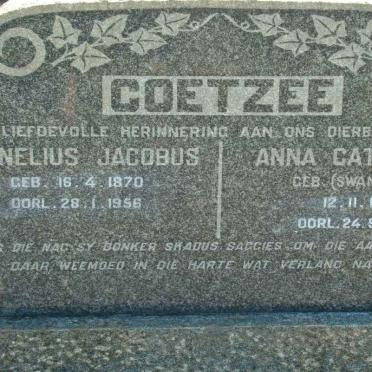 COETZEE
LIEFDEVOLLE HERINNERING AAN ONS DIERB
NELIUS JACOBUS
GEB. 16.4.1870
OORL. 28.1.1956
ANNA CAT
GEB. (SWAN
12.11.1
OORL. 24.
S DIE NAG SY DONKER SKADUS SAGGIES OM DIE AA
DAAR WEEMOED IN DIE HARTE WAT VERLANG NA